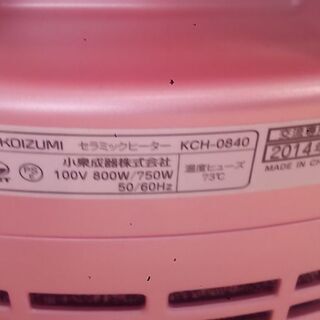 KOIZUMI セラミックヒーター KCH-0840
小泉成器株式会社
100V 800W/750W
50/60Hz
温度ヒューズ
73℃
2014
MADE IN